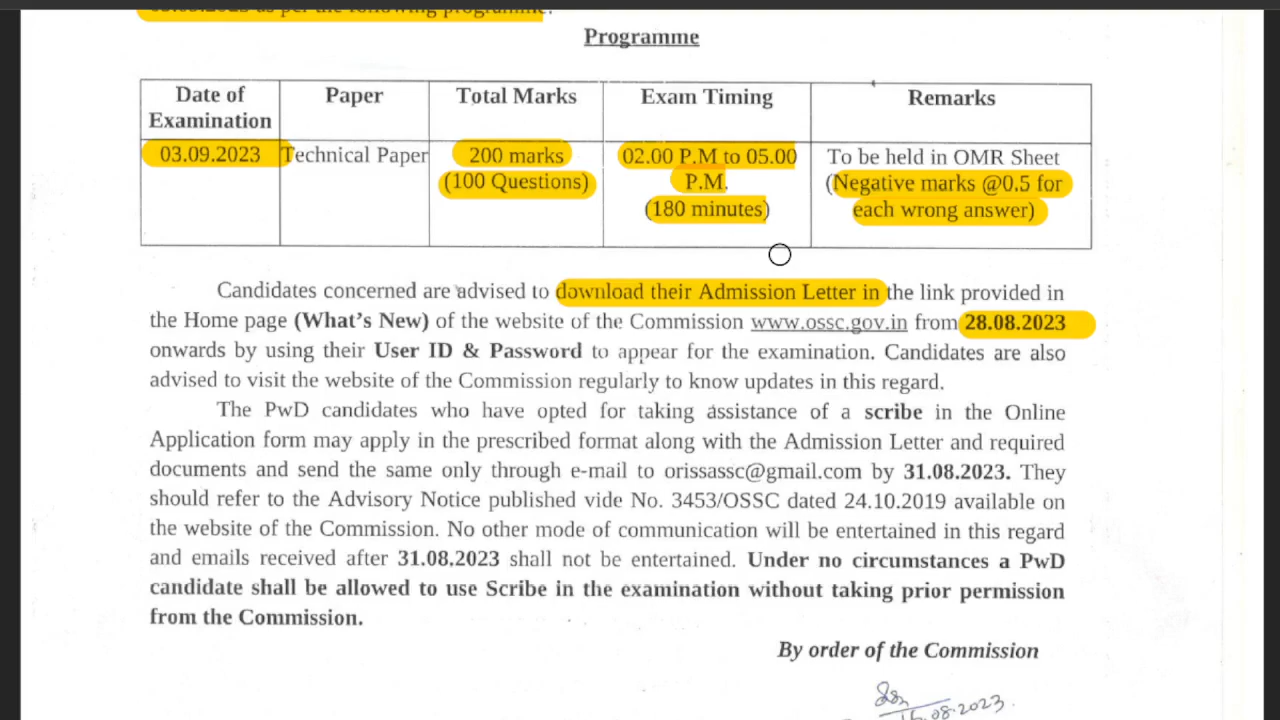 03.09.2023 as per the following programme.
Programme
Date of Examination Paper Total Marks Exam Timing Remarks
03.09.2023 Technical Paper 200 marks (100 Questions) 02.00 P.M to 05.00 P.M. (180 minutes) To be held in OMR Sheet (Negative marks @0.5 for each wrong answer)
Candidates concerned are advised to download their Admission Letter in the link provided in
the Home page (What's New) of the website of the Commission www.ossc.gov.in from 28.08.2023
onwards by using their User ID & Password to appear for the examination. Candidates are also
advised to visit the website of the Commission regularly to know updates in this regard.
The PwD candidates who have opted for taking assistance of a scribe in the Online
Application form may apply in the prescribed format along with the Admission Letter and required
documents and send the same only through e-mail to orissassc@gmail.com by 31.08.2023. They
should refer to the Advisory Notice published vide No. 3453/OSSC dated 24.10.2019 available on
the website of the Commission. No other mode of communication will be entertained in this regard
and emails received after 31.08.2023 shall not be entertained. Under no circumstances a PwD
candidate shall be allowed to use Scribe in the examination without taking prior permission
from the Commission.
By order of the Commission
16.08.2023.